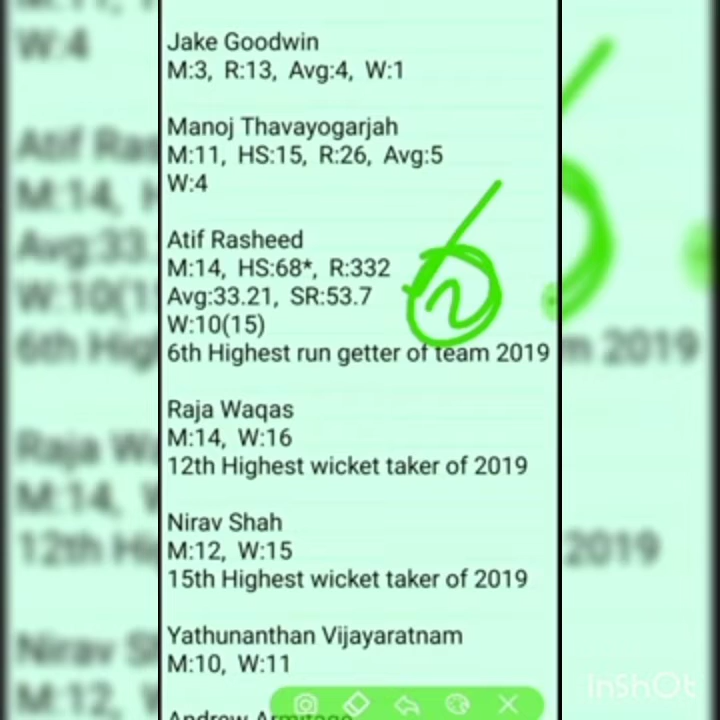 Jake Goodwin
M:3, R:13, Avg:4, W:1
Manoj Thavayogarjah
M:11, HS:15, R:26, Avg:5
W:4
Atif Rasheed
M:14, HS:68*, R:332
Avg:33.21, SR:53.7
W:10(15)
6th Highest run getter of team 2019
Raja Waqas
M:14, W:16
12th Highest wicket taker of 2019
Nirav Shah
M:12, W:15
15th Highest wicket taker of 2019
Yathunanthan Vijayaratnam
M:10, W:11
Andrew Armitage
InShOt